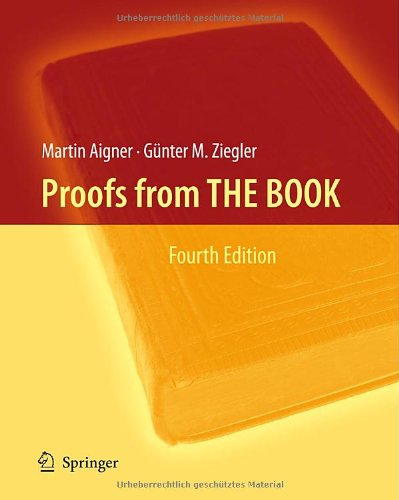 Urheberrechtlich geschütztes Material
Martin Aigner · Günter M. Ziegler
Proofs from THE BOOK
Fourth Edition
Springer
Urheberrechtlich geschütztes Material